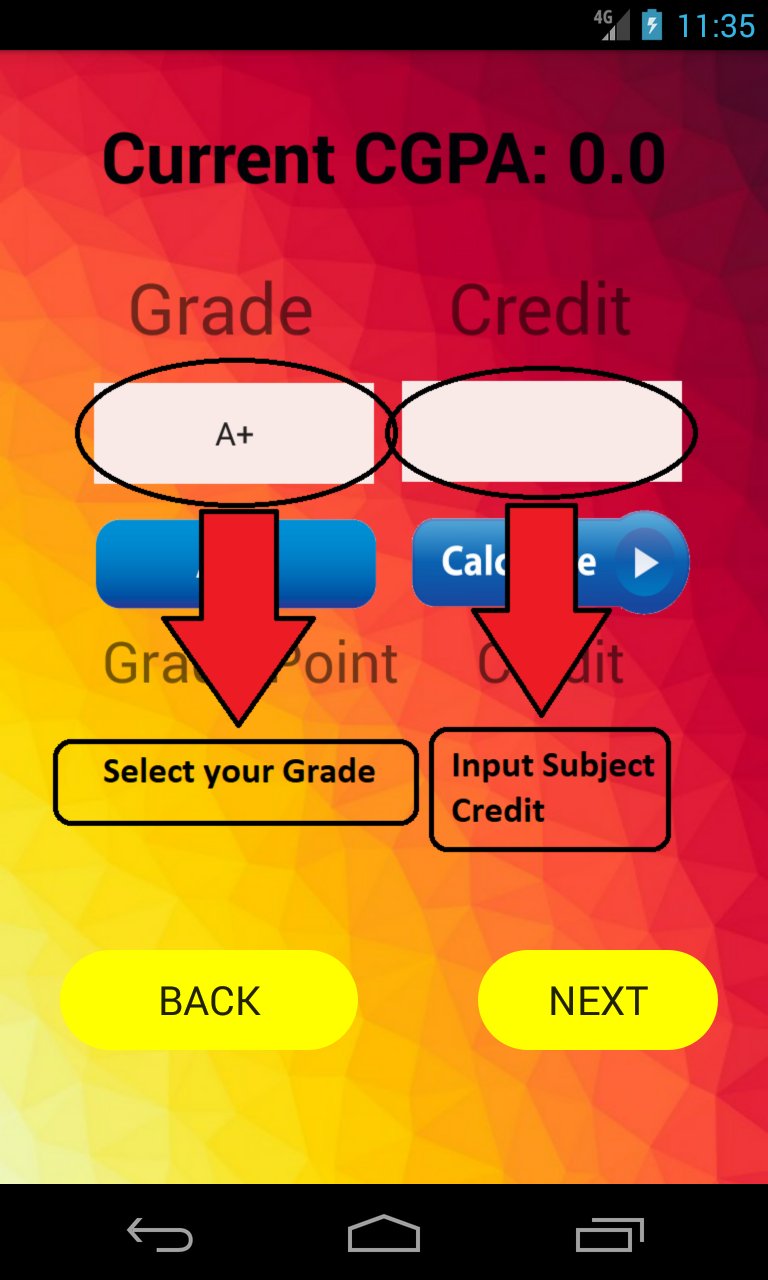 4G 11:35
Current CGPA: 0.0
Grade Credit
A+
Select your Grade
Input Subject
Credit
BACK NEXT